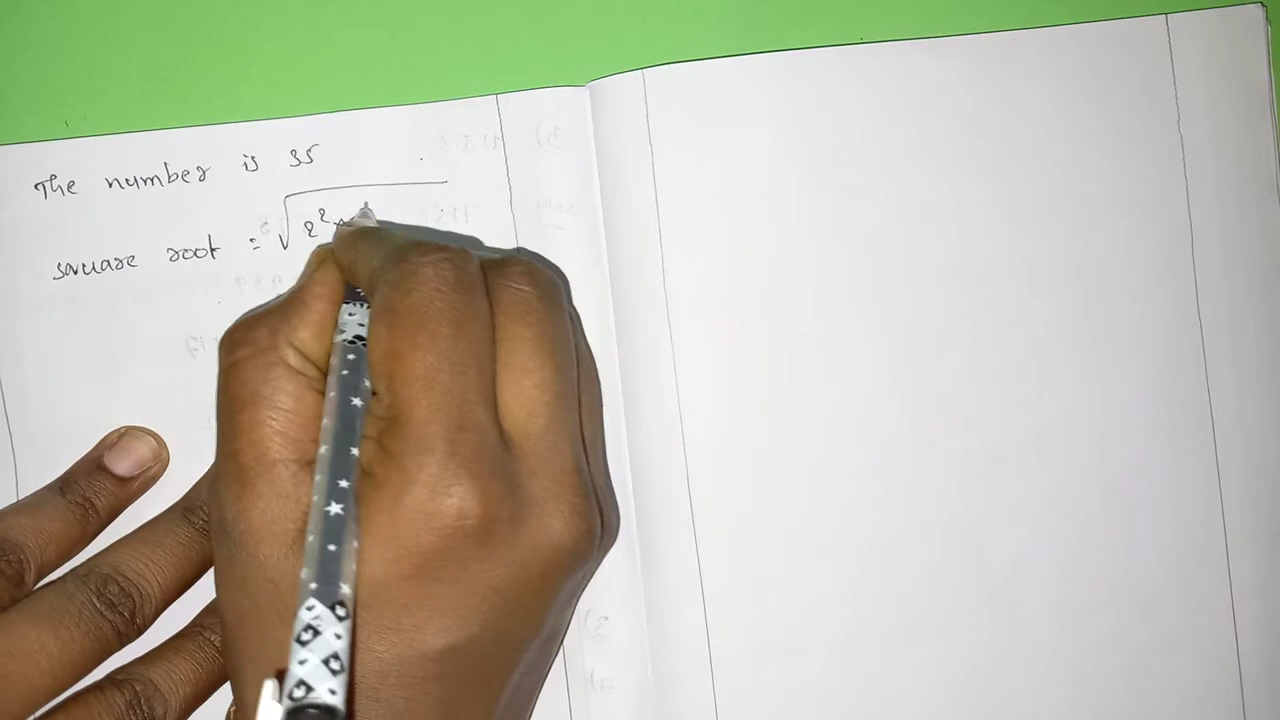 The number is 35
square root = √2² ×